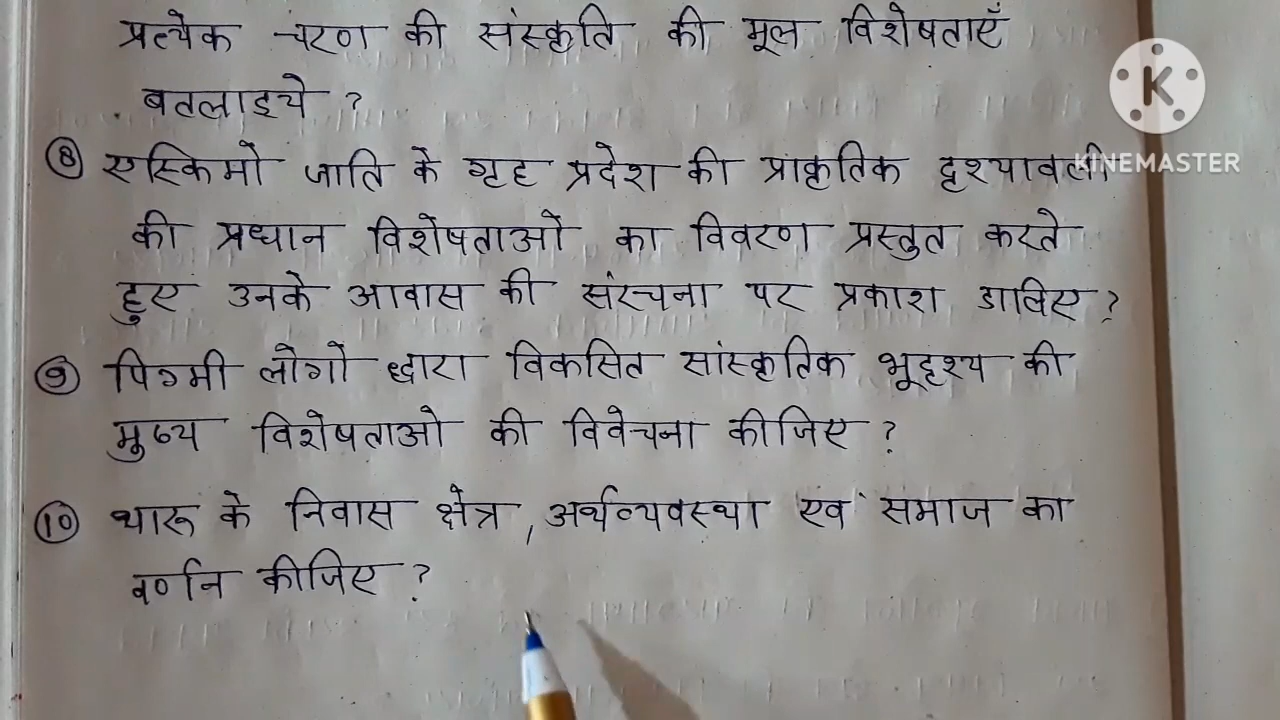 प्रत्येक चरण की संस्कृति की मूल विशेषताएँ
बतलाइये ?
K
KINEMASTER
⑧ एस्किमो जाति के गृह प्रदेश की प्राकृतिक दृश्यावली
की प्रधान विशेषताओं का विवरण प्रस्तुत करते
हुए उनके आवास की संरचना पर प्रकाश डालिए ?
⑨ पिग्मी लोगों द्वारा विकसित सांस्कृतिक भूदृश्य की
मुख्य विशेषताओं की विवेचना कीजिए ?
⑩ थारू के निवास क्षेत्र, अर्थव्यवस्था एवं समाज का
वर्णन कीजिए ?